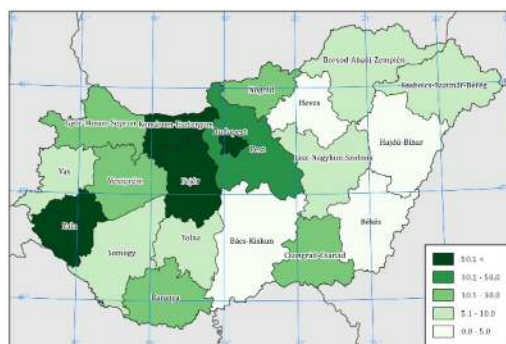 Borsod-Abaúj-Zemplén
Szabolcs-Szatmár-Bereg
Nógrád
Heves
Győr-Moson-Sopron
Komárom-Esztergom
Budapest
Hajdú-Bihar
Pest
Jász-Nagykun-Szolnok
Vas
Veszprém
Fejér
Zala
Somogy
Tolna
Bács-Kiskun
Békés
Csongrád-Csanád
Baranya
50.1 <
30.1 - 50.0
10.1 - 30.0
5.1 - 10.0
0.0 - 5.0